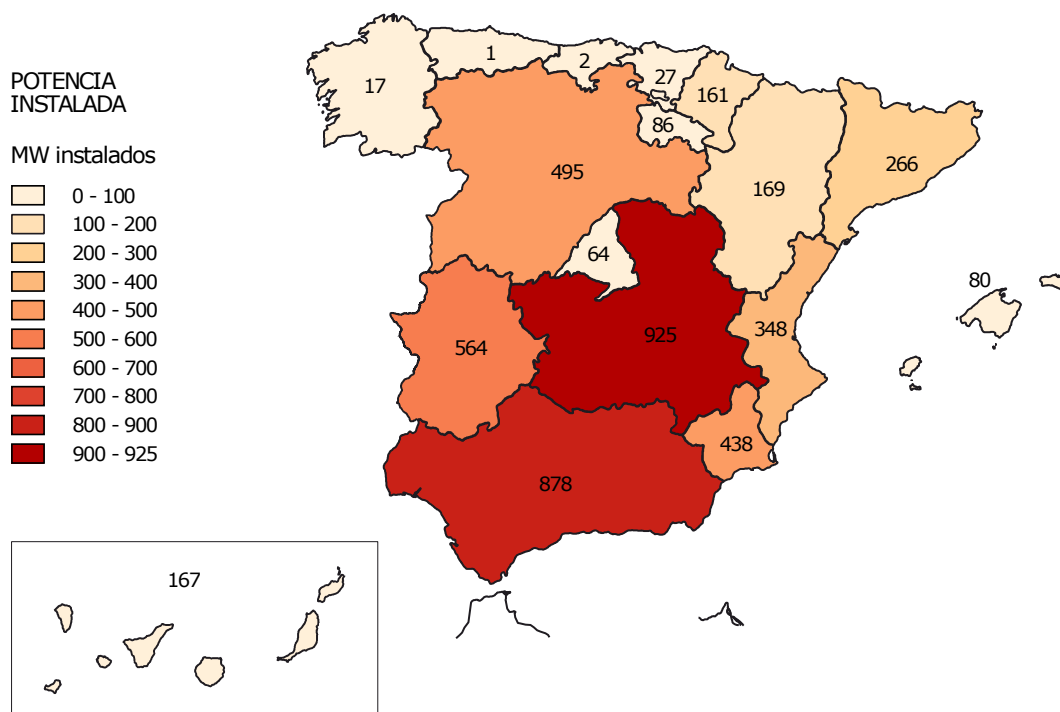 POTENCIA
INSTALADA
MW instalados
0 - 100
100 - 200
200 - 300
300 - 400
400 - 500
500 - 600
600 - 700
700 - 800
800 - 900
900 - 925
17
1
2
27
161
86
495
169
266
64
80
564
925
348
438
878
167